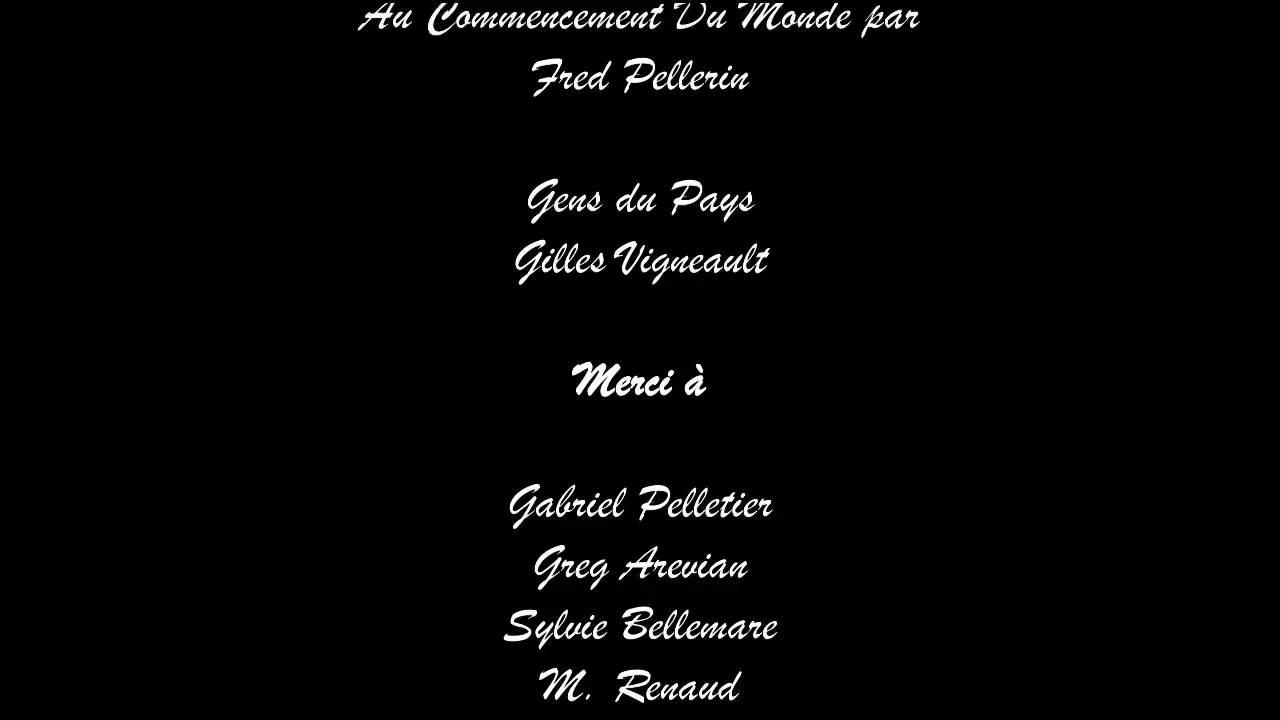 Au Commencement Du Monde par
Fred Pellerin
Gens du Pays
Gilles Vigneault
Merci à
Gabriel Pelletier
Greg Arevian
Sylvie Bellemare
M. Renaud